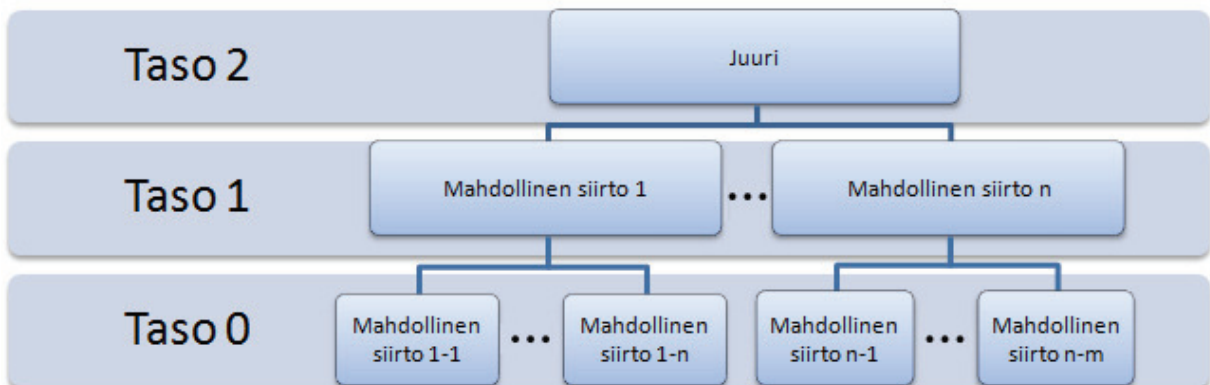 Taso 2
Juuri
Taso 1
Mahdollinen siirto 1
...
Mahdollinen siirto n
Taso 0
Mahdollinen
siirto 1-1
...
Mahdollinen
siirto 1-n
Mahdollinen
siirto n-1
...
Mahdollinen
siirto n-m